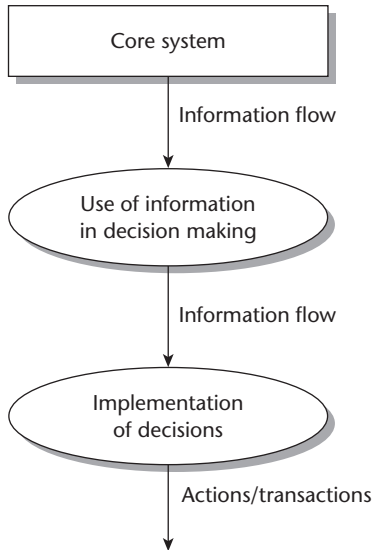 Core system
Information flow
Use of information
in decision making
Information flow
Implementation
of decisions
Actions/transactions